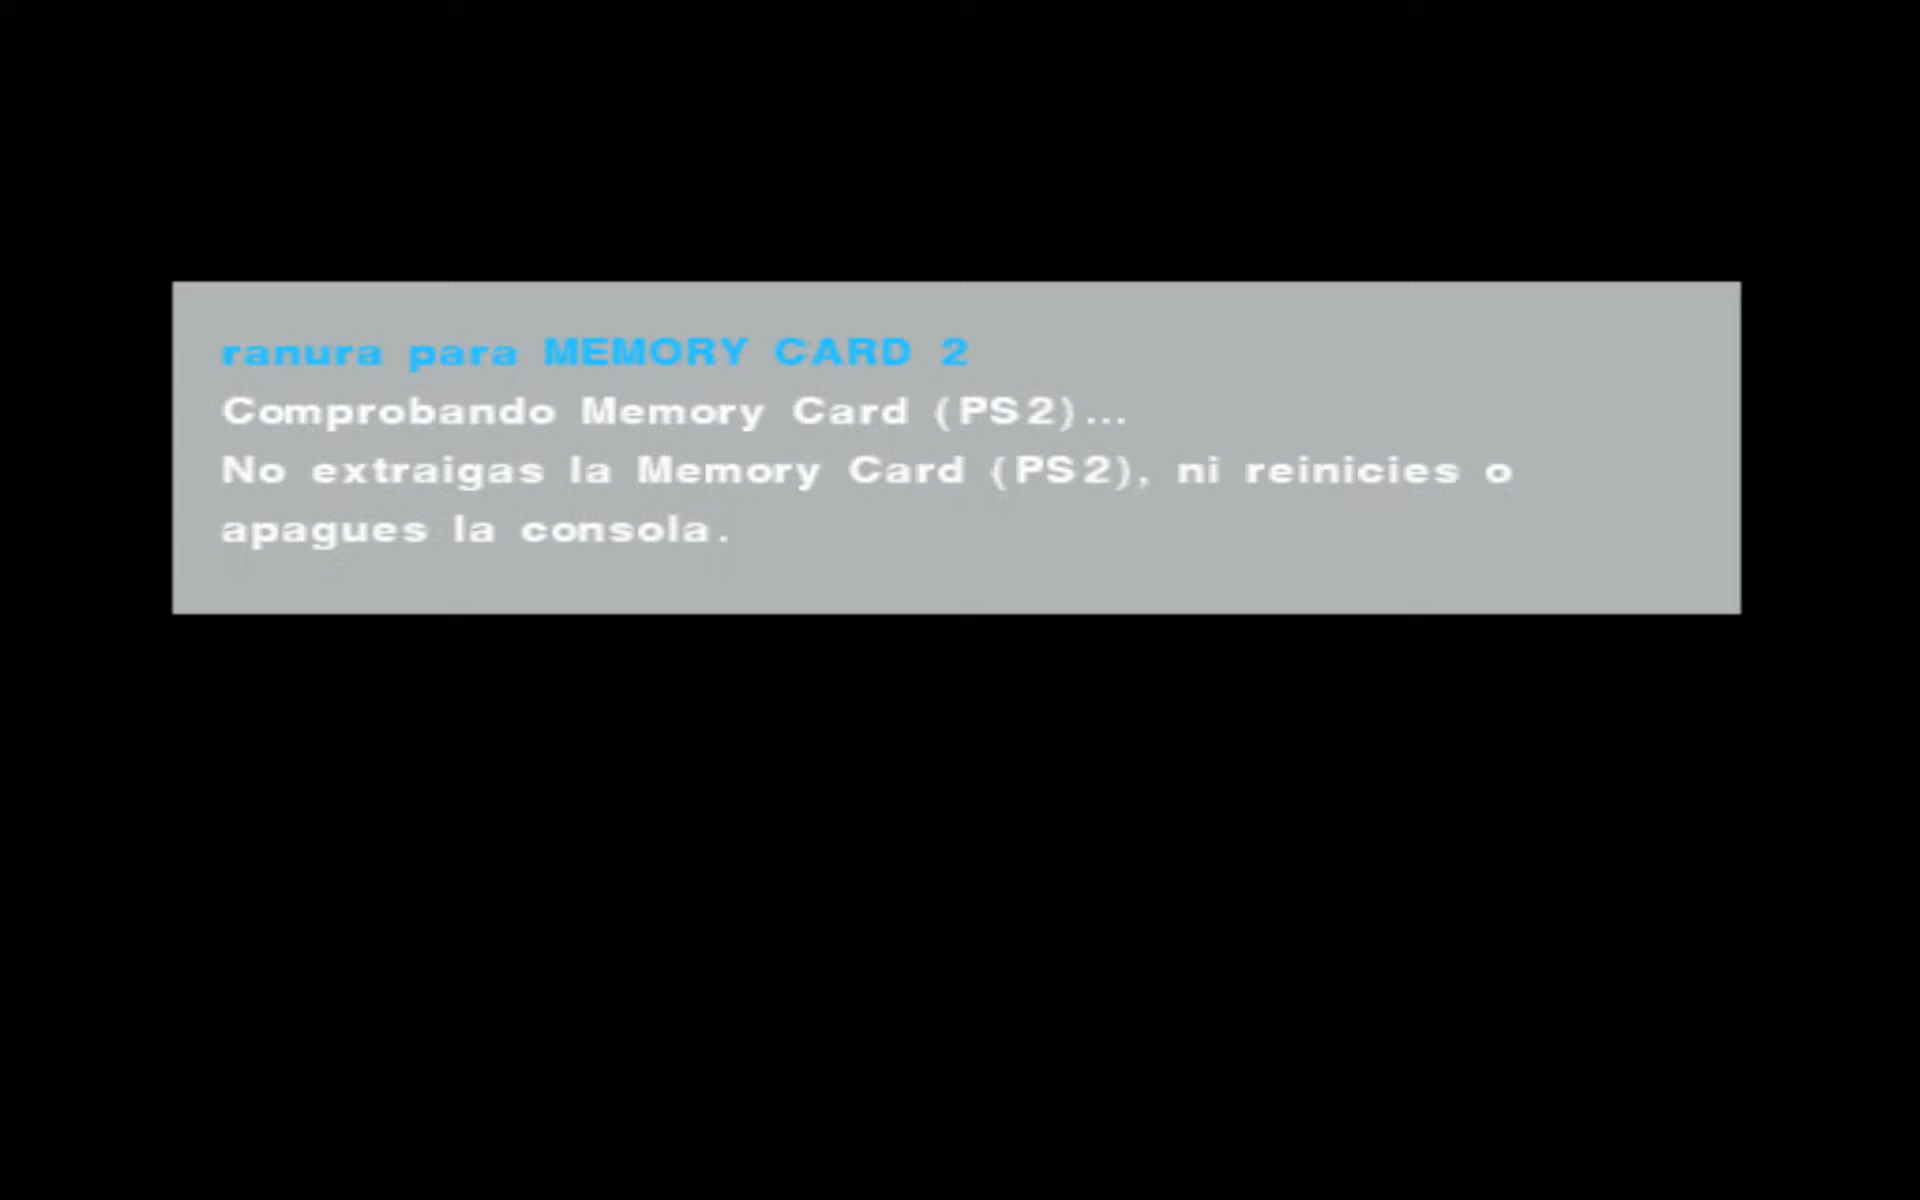 ranura para MEMORY CARD 2
Comprobando Memory Card (PS2)...
No extraigas la Memory Card (PS2), ni reinicies o
apagues la consola.